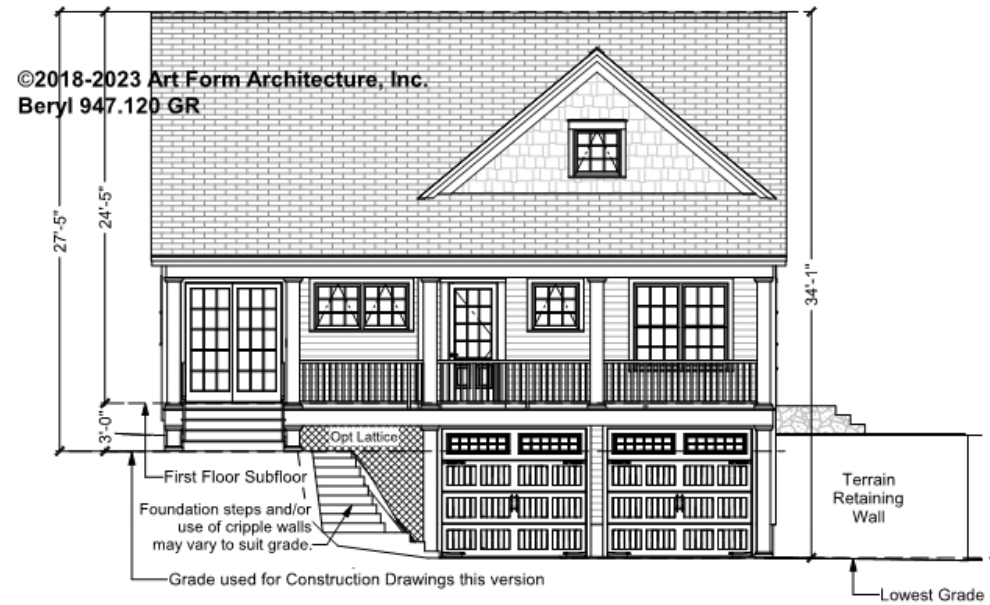 ©2018-2023 Art Form Architecture, Inc.
Beryl 947.120 GR
27'-5"
24'-5"
34'-1"
3'-0"
Opt Lattice
First Floor Subfloor
Foundation steps and/or
use of cripple walls
may vary to suit grade.
Terrain
Retaining
Wall
Grade used for Construction Drawings this version
Lowest Grade